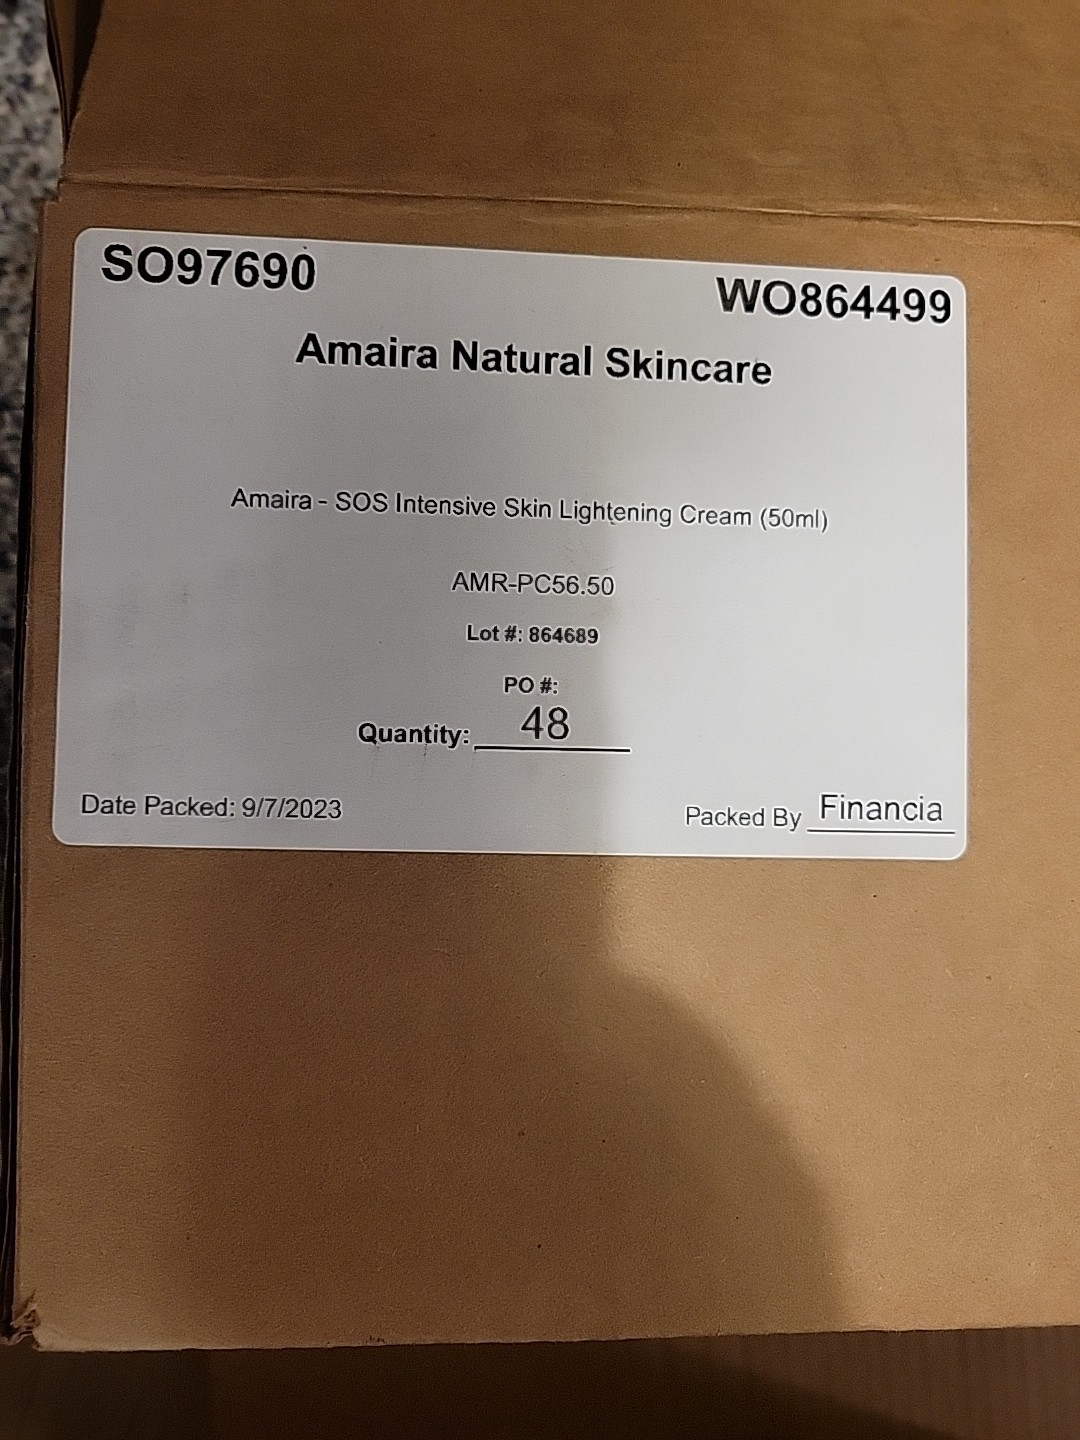 SO97690
WO864499
Amaira Natural Skincare
Amaira - SOS Intensive Skin Lightening Cream (50ml)
AMR-PC56.50
Lot #: 864689
PO #:
Quantity: 48
Date Packed: 9/7/2023
Packed By Financia